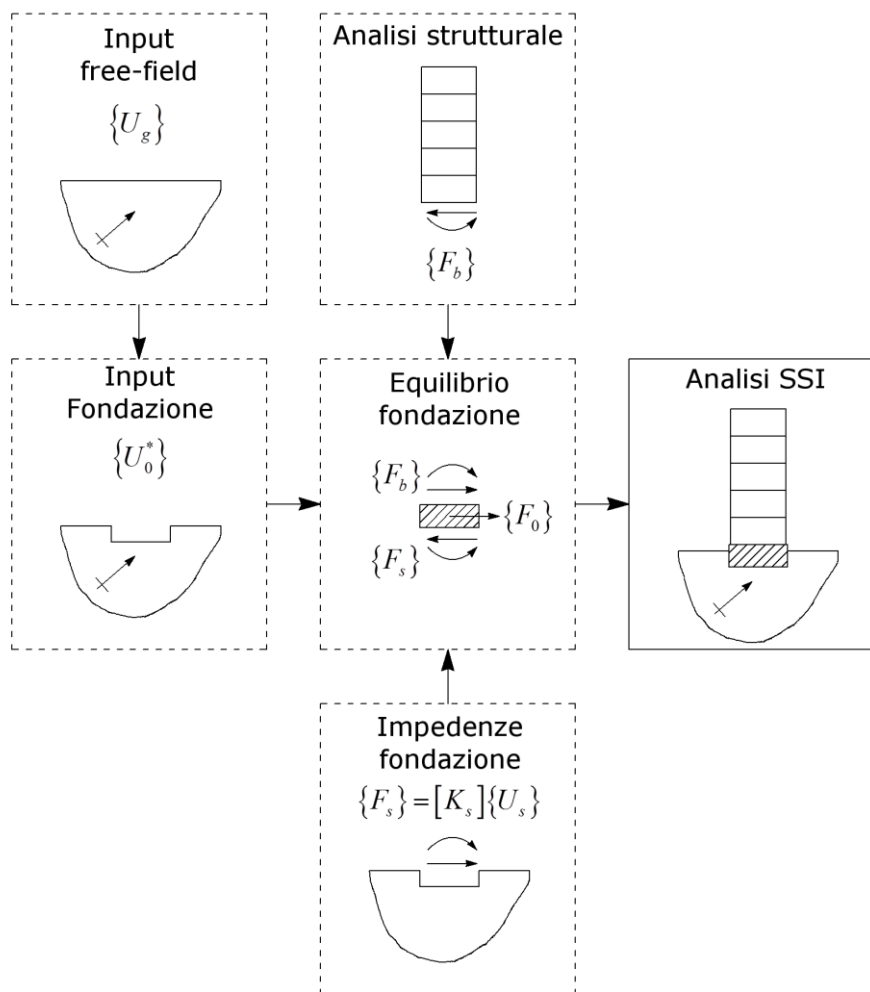 Input
free-field
{U_g}
Analisi strutturale
{F_b}
Input
Fondazione
{U_0^*}
Equilibrio
fondazione
{F_b}
{F_0}
{F_s}
Analisi SSI
Impedenze
fondazione
{F_s}=[K_s]{U_s}